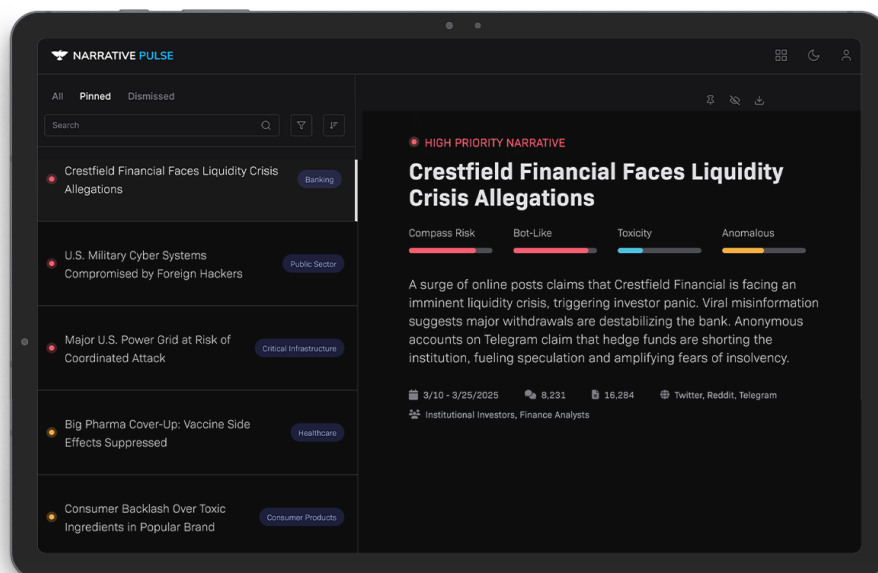 NARRATIVE PULSE
All Pinned Dismissed
Search
Crestfield Financial Faces Liquidity Crisis
Allegations
Banking
U.S. Military Cyber Systems
Compromised by Foreign Hackers
Public Sector
Major U.S. Power Grid at Risk of
Coordinated Attack
Critical Infrastructure
Big Pharma Cover-Up: Vaccine Side
Effects Suppressed
Healthcare
Consumer Backlash Over Toxic
Ingredients in Popular Brand
Consumer Products
HIGH PRIORITY NARRATIVE
Crestfield Financial Faces Liquidity
Crisis Allegations
Compass Risk Bot-Like Toxicity Anomalous
A surge of online posts claims that Crestfield Financial is facing an
imminent liquidity crisis, triggering investor panic. Viral misinformation
suggests major withdrawals are destabilizing the bank. Anonymous
accounts on Telegram claim that hedge funds are shorting the
institution, fueling speculation and amplifying fears of insolvency.
3/10 - 3/25/2025 8,231 16,284 Twitter, Reddit, Telegram
Institutional Investors, Finance Analysts